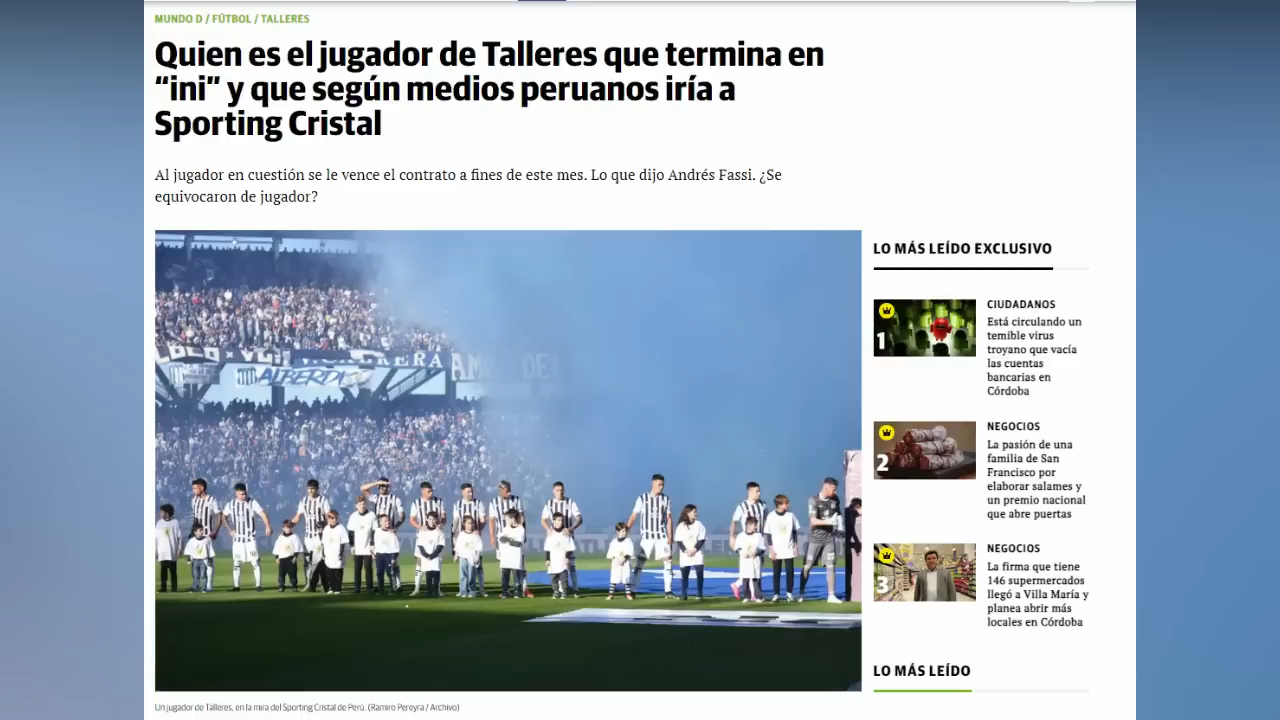 MUNDO D / FÚTBOL / TALLERES
Quien es el jugador de Talleres que termina en
“ini” y que según medios peruanos iría a
Sporting Cristal
Al jugador en cuestión se le vence el contrato a fines de este mes. Lo que dijo Andrés Fassi. ¿Se
equivocaron de jugador?
ALBERDI
Un jugador de Talleres, en la mira del Sporting Cristal de Perú. (Ramiro Pereyra / Archivo)
LO MÁS LEÍDO EXCLUSIVO
1
CIUDADANOS
Está circulando un
temible virus
troyano que vacía
las cuentas
bancarias en
Córdoba
2
NEGOCIOS
La pasión de una
familia de San
Francisco por
elaborar salames y
un premio nacional
que abre puertas
3
NEGOCIOS
La firma que tiene
146 supermercados
llegó a Villa María y
planea abrir más
locales en Córdoba
LO MÁS LEÍDO